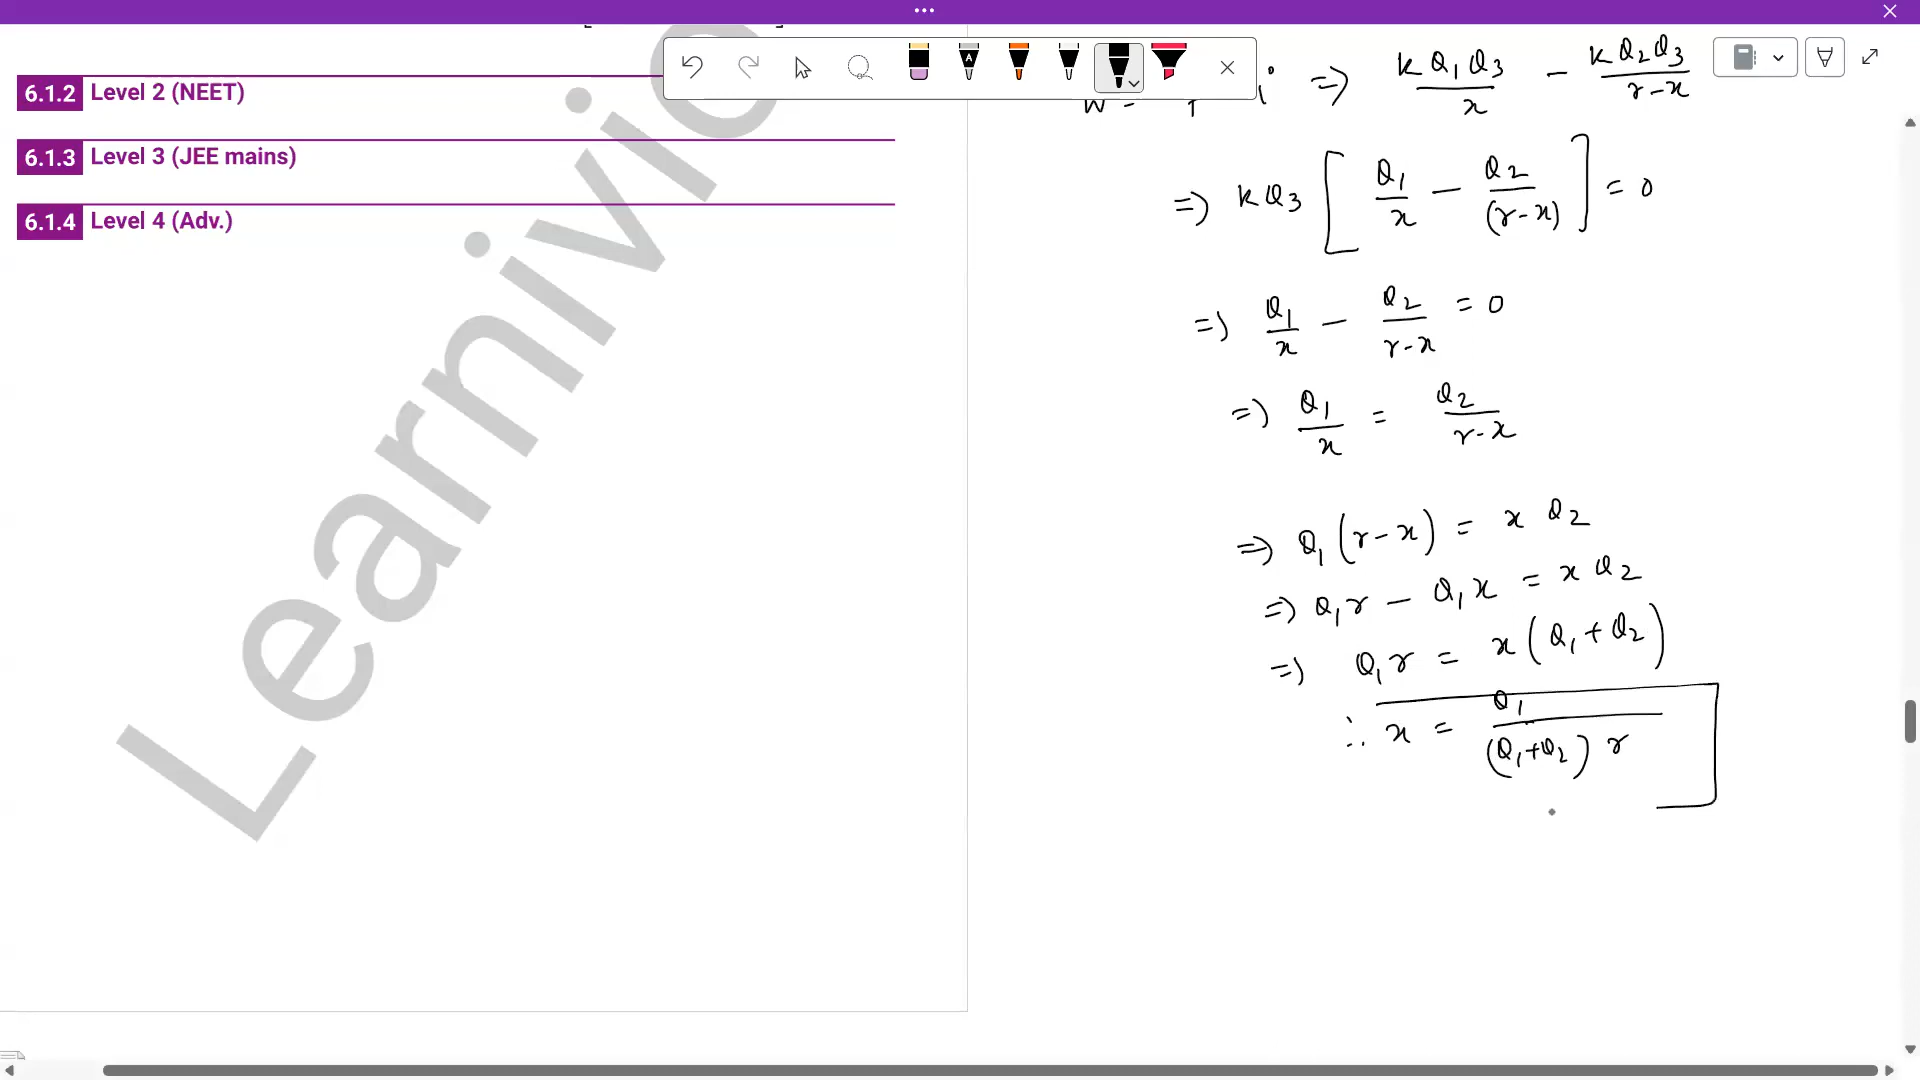 6.1.2 Level 2 (NEET)
6.1.3 Level 3 (JEE mains)
6.1.4 Level 4 (Adv.)
Learnivio
A
⇒ kQ₁Q₃/x − kQ₂Q₃/r−x
⇒ kQ₃ [ Q₁/x − Q₂/(r−x) ] = 0
⇒ Q₁/x − Q₂/r−x = 0
⇒ Q₁/x = Q₂/r−x
⇒ Q₁(r−x) = x Q₂
⇒ Q₁r − Q₁x = x Q₂
⇒ Q₁r = x(Q₁+Q₂)
∴ x = Q₁/(Q₁+Q₂) r